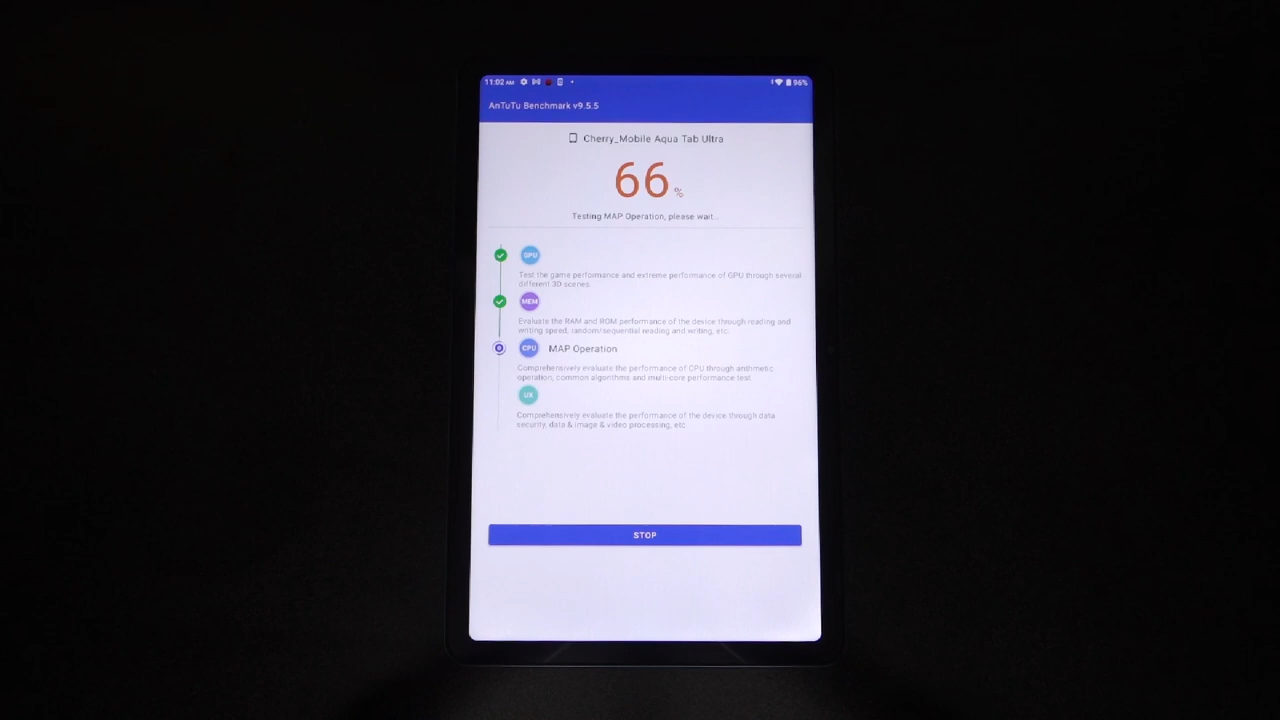 11:02 AM 96%
AnTuTu Benchmark v9.5.5
Cherry_Mobile Aqua Tab Ultra
66%
Testing MAP Operation, please wait..
GPU
Test the game performance and extreme performance of GPU through several
different 3D scenes.
MEM
Evaluate the RAM and ROM performance of the device through reading and
writing speed, random/sequential reading and writing, etc.
CPU MAP Operation
Comprehensively evaluate the performance of CPU through arithmetic
operation, common algorithms and multi-core performance test.
UX
Comprehensively evaluate the performance of the device through data
security, data & image & video processing, etc.
STOP